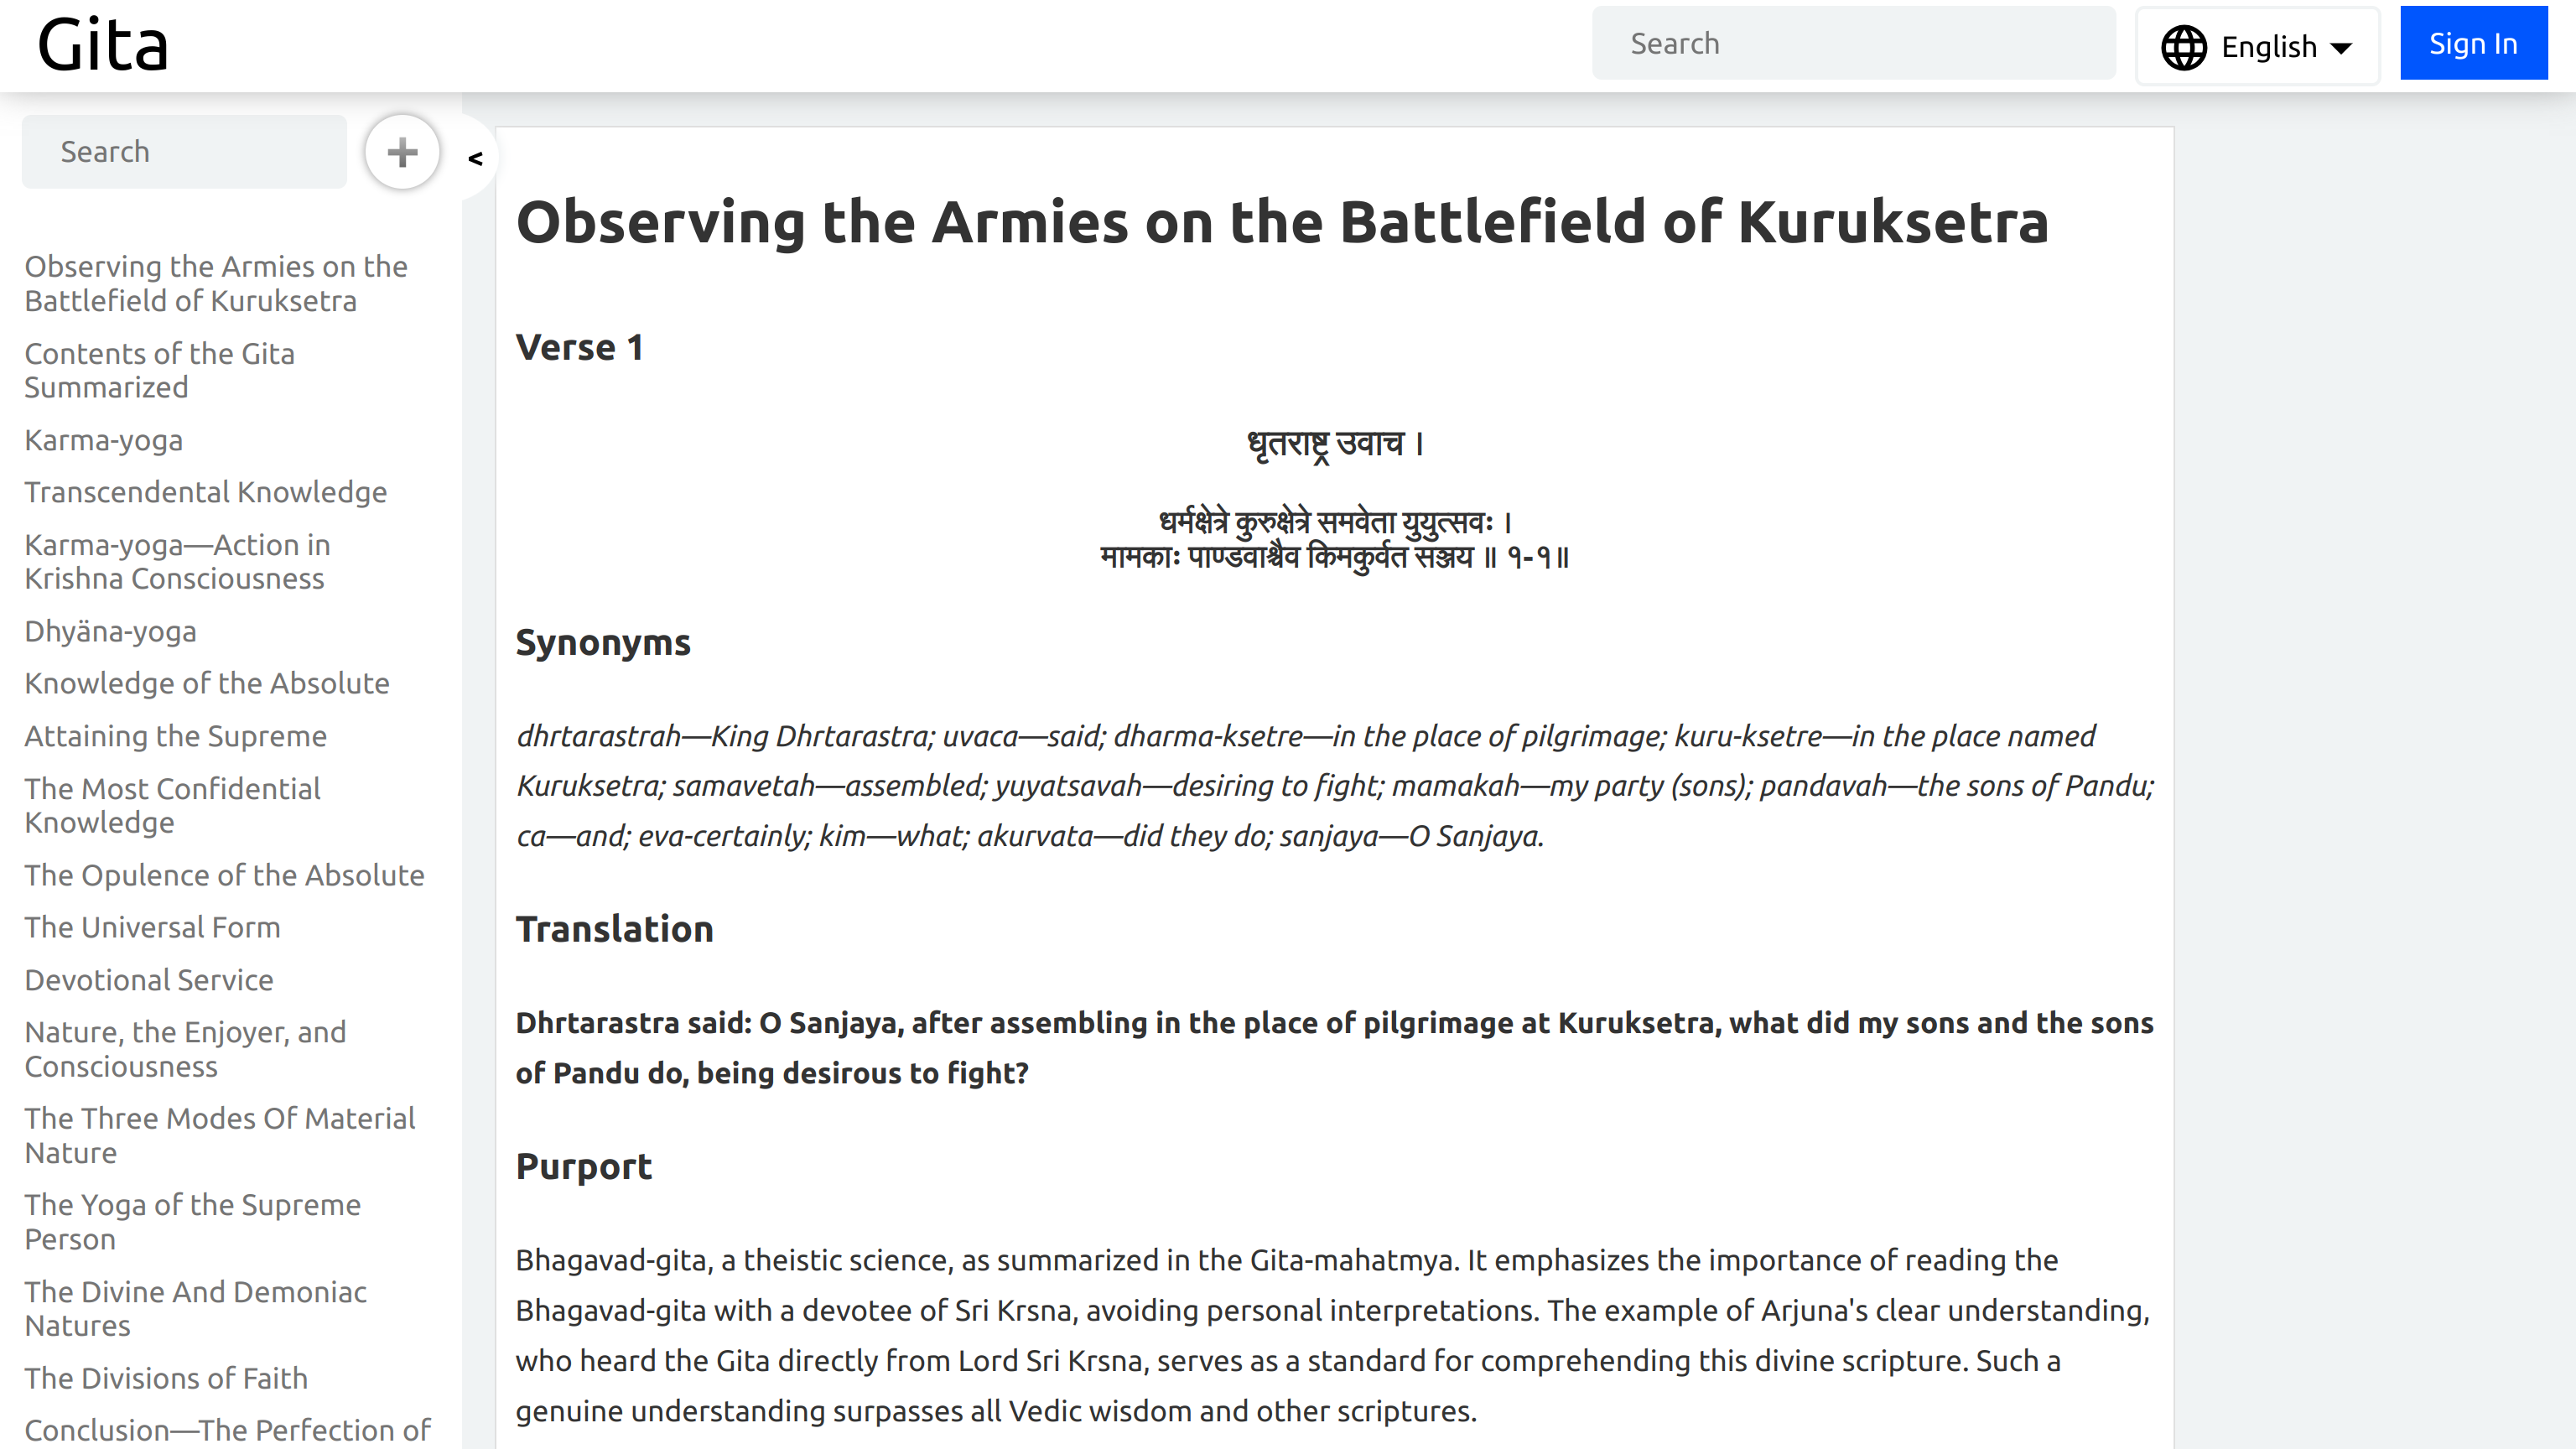 Gita
Search
English
Sign In
Search
+
<
Observing the Armies on the
Battlefield of Kuruksetra
Contents of the Gita
Summarized
Karma-yoga
Transcendental Knowledge
Karma-yoga—Action in
Krishna Consciousness
Dhyäna-yoga
Knowledge of the Absolute
Attaining the Supreme
The Most Confidential
Knowledge
The Opulence of the Absolute
The Universal Form
Devotional Service
Nature, the Enjoyer, and
Consciousness
The Three Modes Of Material
Nature
The Yoga of the Supreme
Person
The Divine And Demoniac
Natures
The Divisions of Faith
Conclusion—The Perfection of
Observing the Armies on the Battlefield of Kuruksetra
Verse 1
धृतराष्ट्र उवाच ।
धर्मक्षेत्रे कुरुक्षेत्रे समवेता युयुत्सवः ।
मामकाः पाण्डवाश्चैव किमकुर्वत सञ्जय ॥ १-१॥
Synonyms
dhrtarastrah—King Dhrtarastra; uvaca—said; dharma-ksetre—in the place of pilgrimage; kuru-ksetre—in the place named
Kuruksetra; samavetah—assembled; yuyatsavah—desiring to fight; mamakah—my party (sons); pandavah—the sons of Pandu;
ca—and; eva-certainly; kim—what; akurvata—did they do; sanjaya—O Sanjaya.
Translation
Dhrtarastra said: O Sanjaya, after assembling in the place of pilgrimage at Kuruksetra, what did my sons and the sons
of Pandu do, being desirous to fight?
Purport
Bhagavad-gita, a theistic science, as summarized in the Gita-mahatmya. It emphasizes the importance of reading the
Bhagavad-gita with a devotee of Sri Krsna, avoiding personal interpretations. The example of Arjuna's clear understanding,
who heard the Gita directly from Lord Sri Krsna, serves as a standard for comprehending this divine scripture. Such a
genuine understanding surpasses all Vedic wisdom and other scriptures.